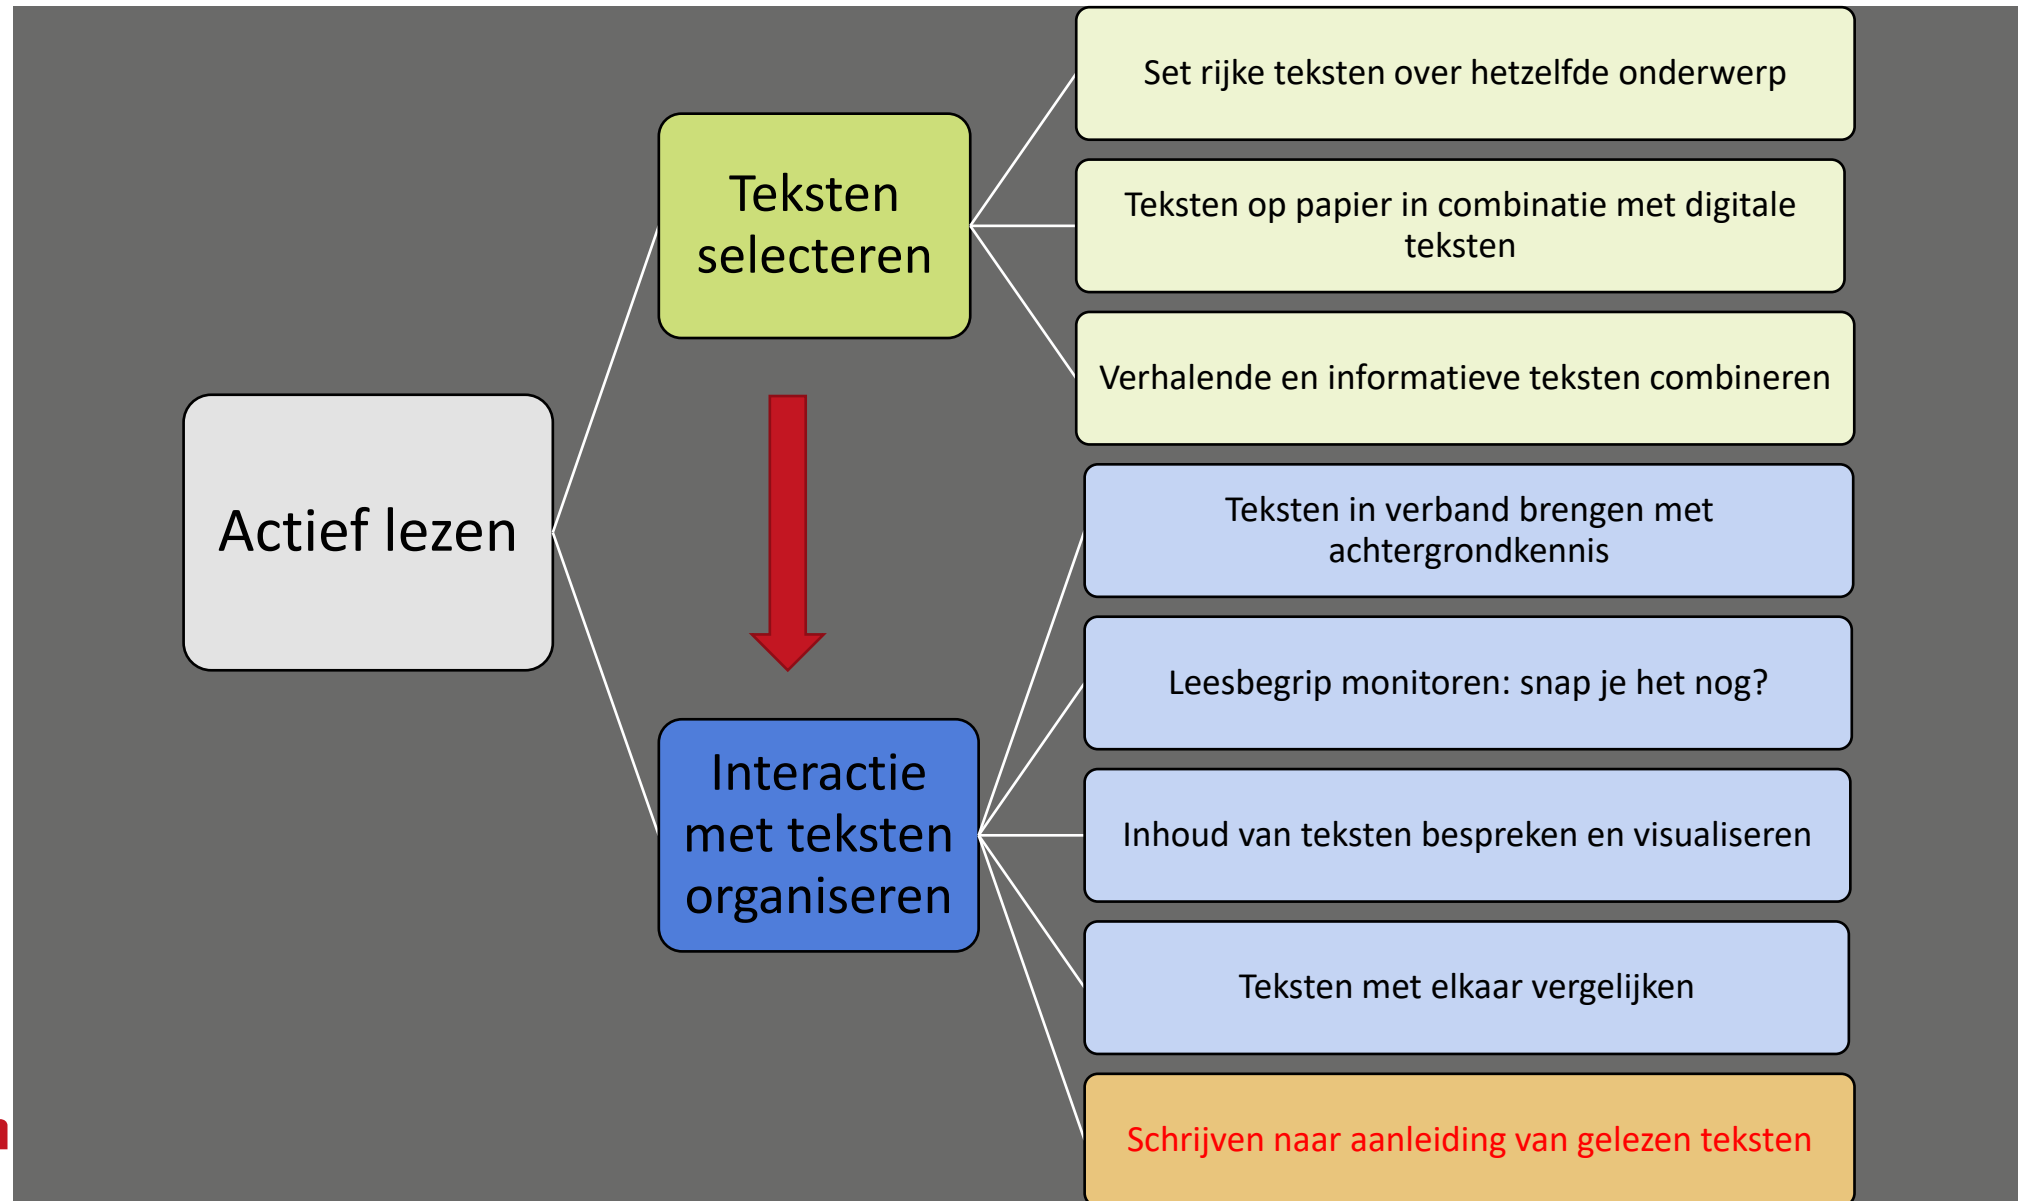 Set rijke teksten over hetzelfde onderwerp
Teksten
selecteren
Teksten op papier in combinatie met digitale
teksten
Verhalende en informatieve teksten combineren
Actief lezen
Teksten in verband brengen met
achtergrondkennis
Leesbegrip monitoren: snap je het nog?
Interactie
met teksten
organiseren
Inhoud van teksten bespreken en visualiseren
Teksten met elkaar vergelijken
Schrijven naar aanleiding van gelezen teksten